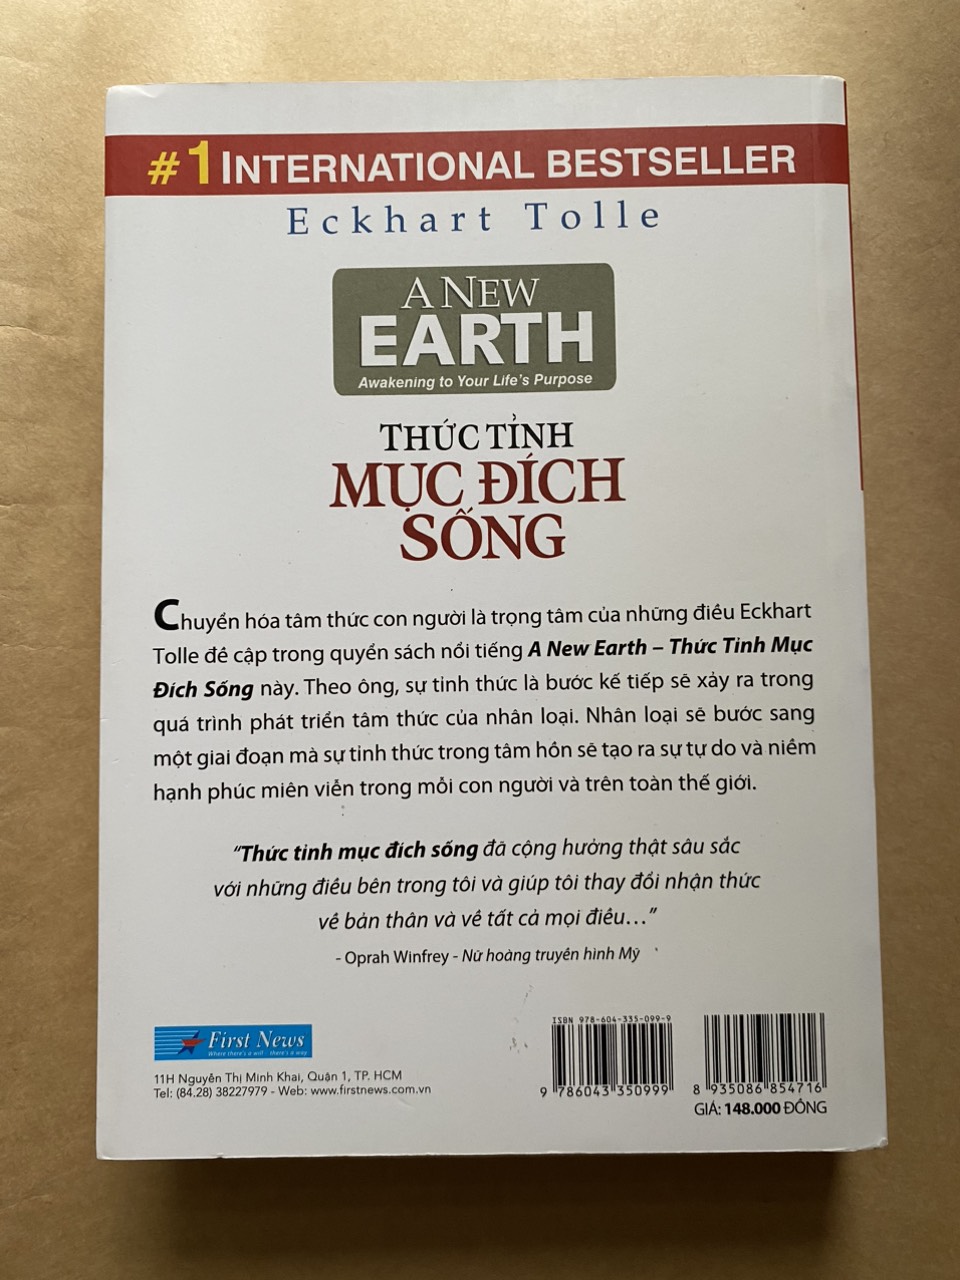 #1 INTERNATIONAL BESTSELLER
Eckhart Tolle
A NEW
EARTH
Awakening to Your Life's Purpose
THỨC TỈNH
MỤC ĐÍCH
SỐNG
Chuyển hóa tâm thức con người là trọng tâm của những điều Eckhart
Tolle đề cập trong quyển sách nổi tiếng A New Earth – Thức Tỉnh Mục
Đích Sống này. Theo ông, sự tỉnh thức là bước kế tiếp sẽ xảy ra trong
quá trình phát triển tâm thức của nhân loại. Nhân loại sẽ bước sang
một giai đoạn mà sự tỉnh thức trong tâm hồn sẽ tạo ra sự tự do và niềm
hạnh phúc miên viễn trong mỗi con người và trên toàn thế giới.
“Thức tỉnh mục đích sống đã cộng hưởng thật sâu sắc
với những điều bên trong tôi và giúp tôi thay đổi nhận thức
về bản thân và về tất cả mọi điều…”
- Oprah Winfrey - Nữ hoàng truyền hình Mỹ
First News
Where there's a will - there's a way
11H Nguyễn Thị Minh Khai, Quận 1, TP. HCM
Tel: (84.28) 38227979 - Web: www.firstnews.com.vn
ISBN 978-604-335-099-9
9 786043 350999
8 935086 854716
GIÁ: 148.000 ĐỒNG